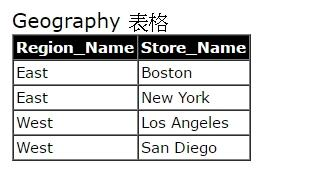 Geography 表格
Region_Name Store_Name
East Boston
East New York
West Los Angeles
West San Diego